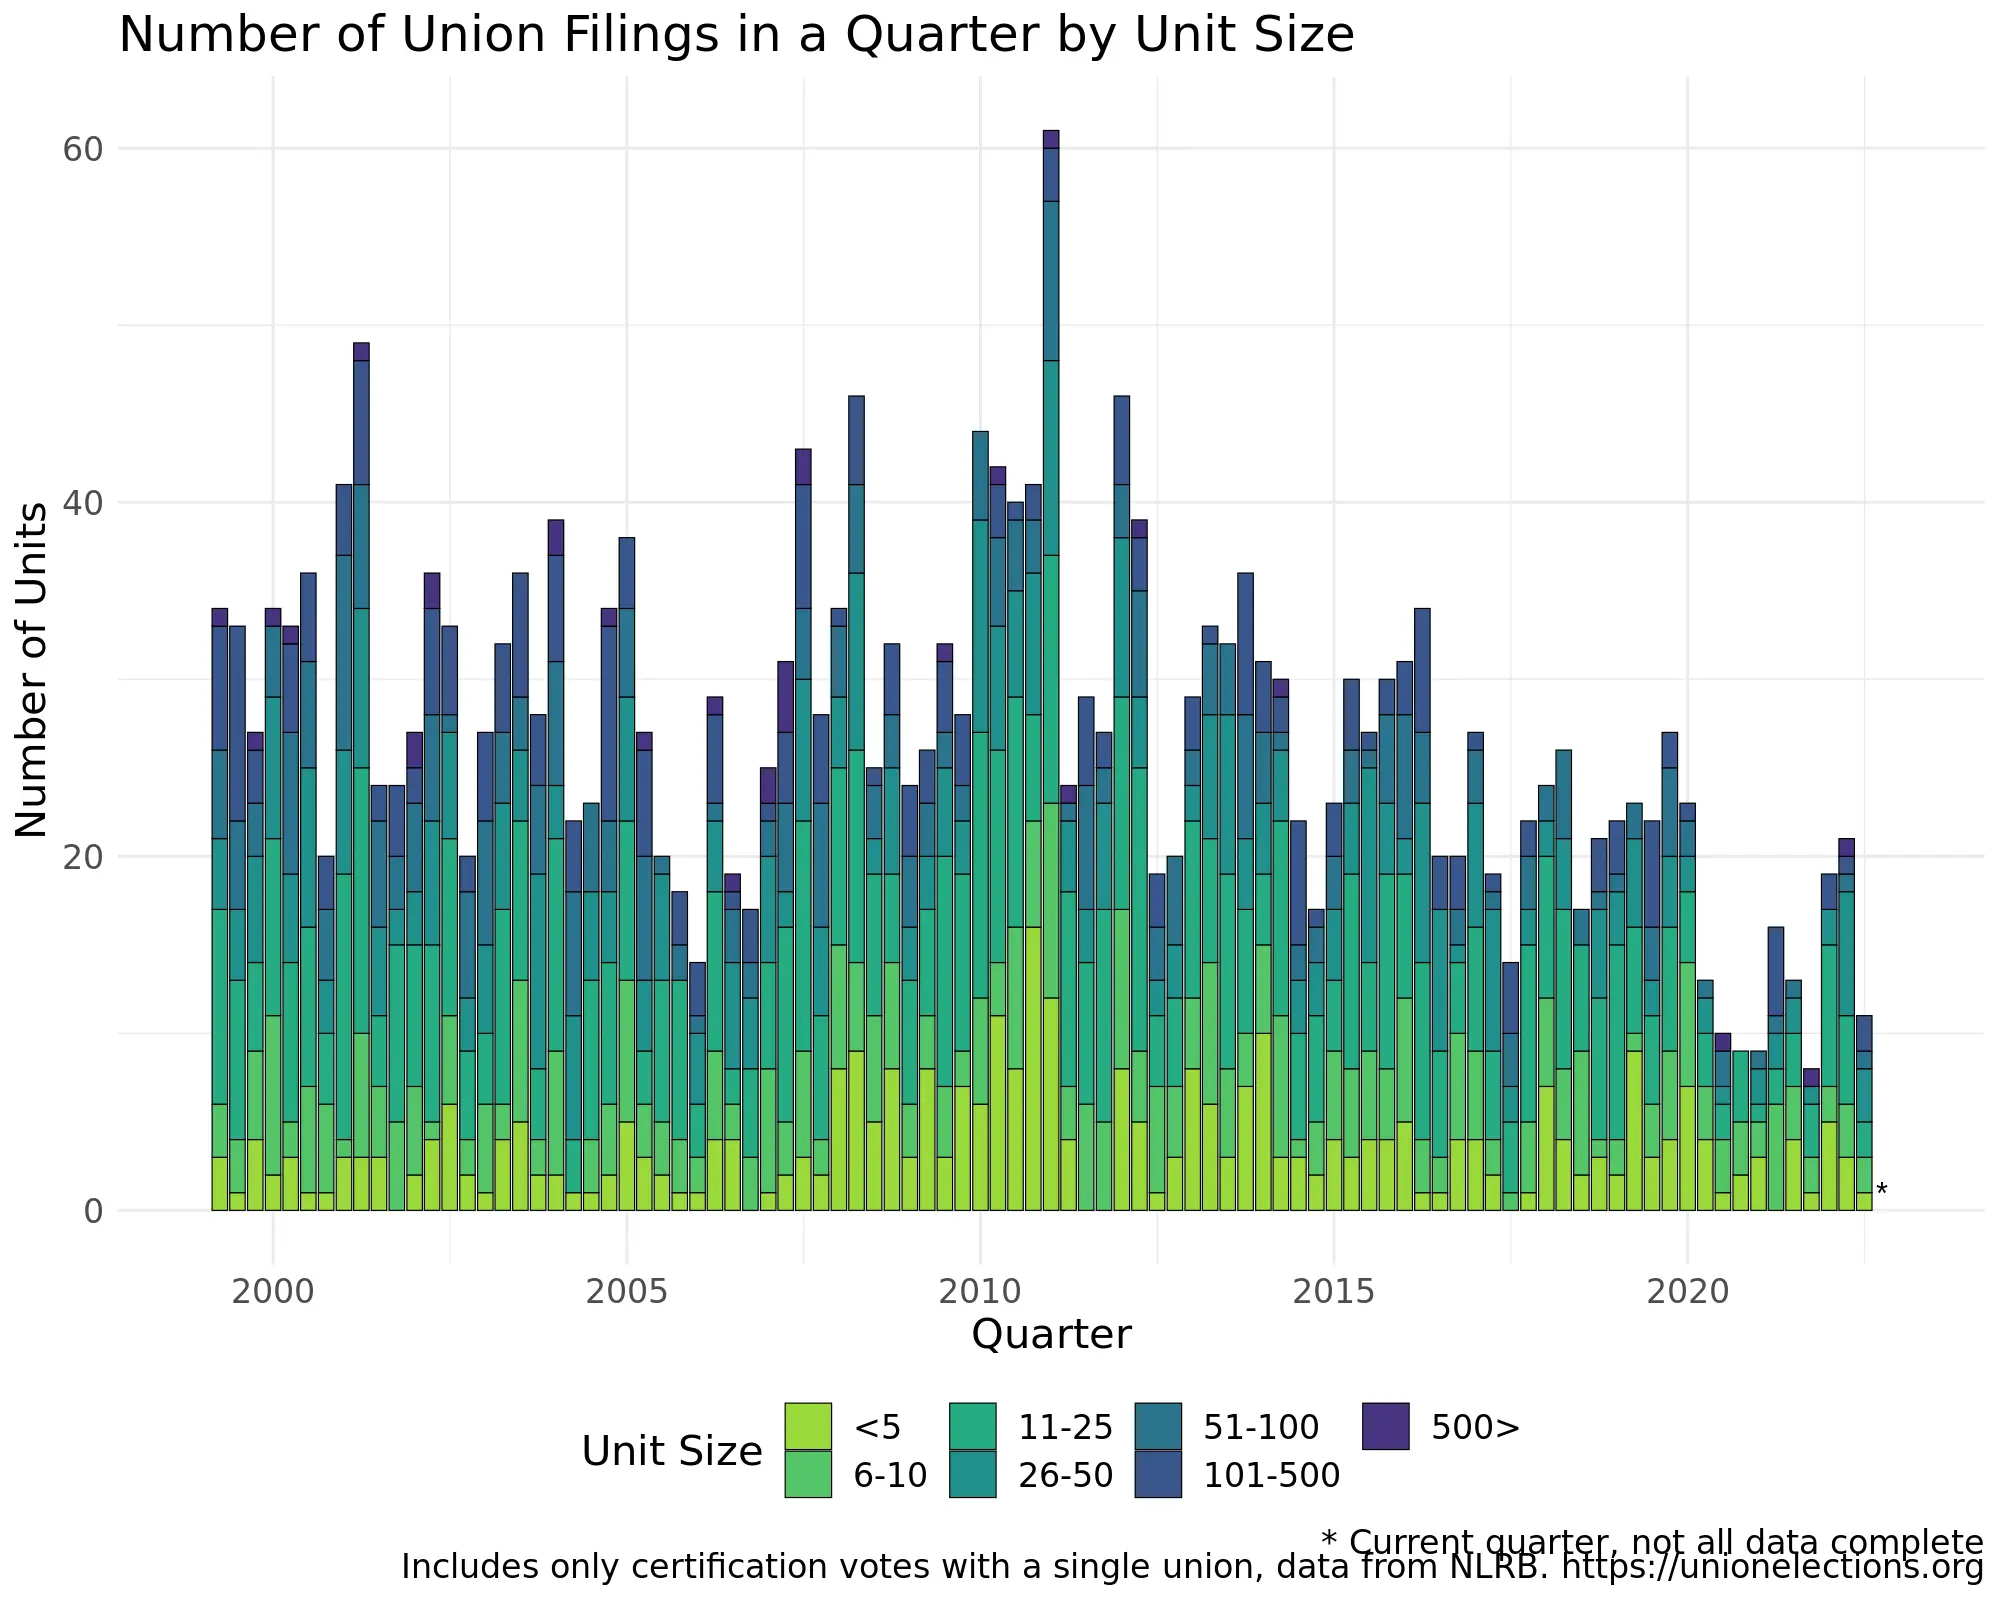 Number of Union Filings in a Quarter by Unit Size
Number of Units
60
40
20
0
*
2000 2005 2010 2015 2020
Quarter
Unit Size
<5 11-25 51-100 500>
6-10 26-50 101-500
* Current quarter, not all data complete
Includes only certification votes with a single union, data from NLRB. https://unionelections.org